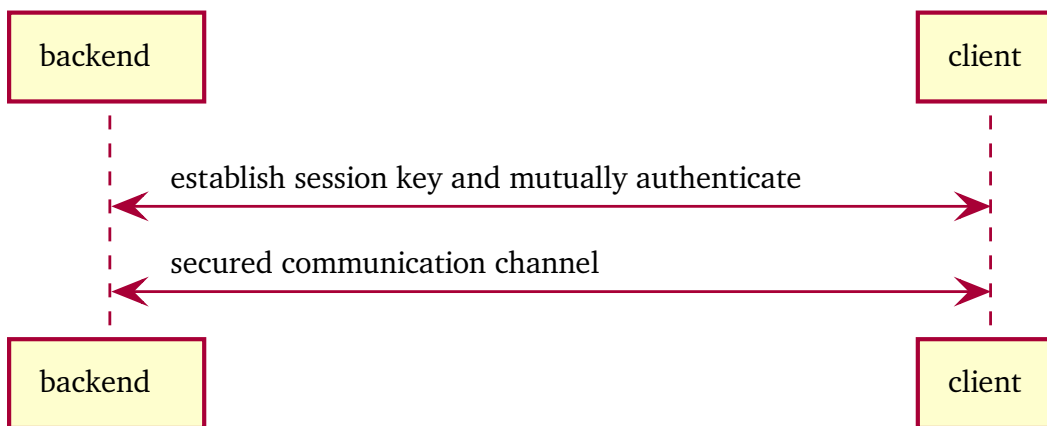 backend
client
establish session key and mutually authenticate
secured communication channel
backend
client